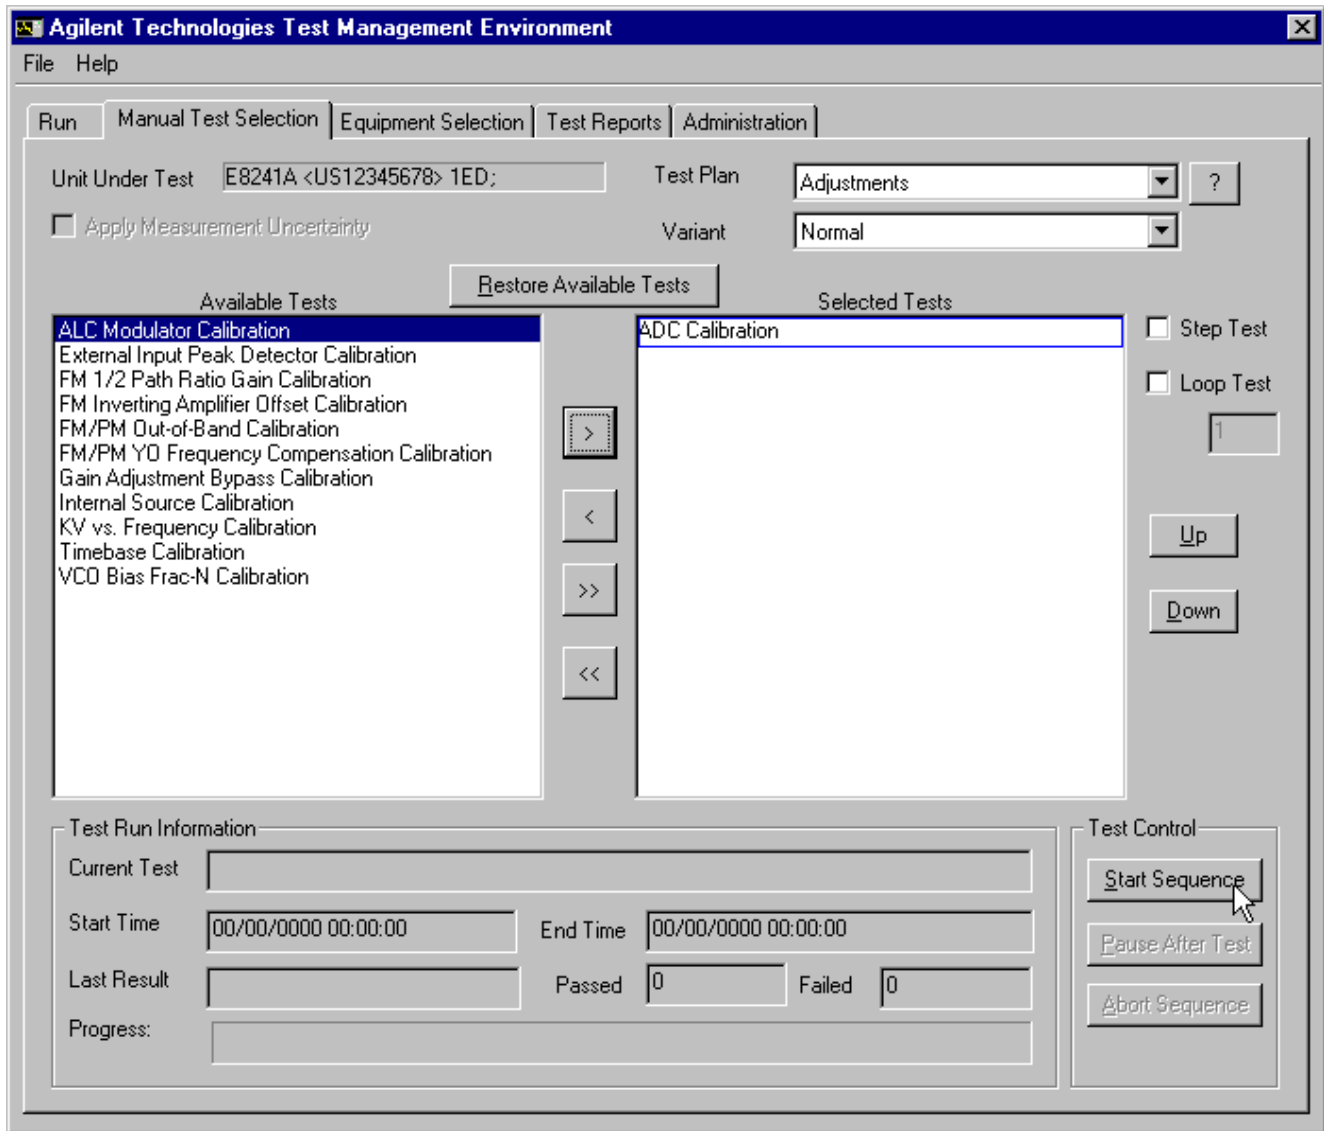 Agilent Technologies Test Management Environment
File Help
Run Manual Test Selection Equipment Selection Test Reports Administration
Unit Under Test E8241A <US12345678> 1ED; Test Plan Adjustments ?
Apply Measurement Uncertainty Variant Normal
Restore Available Tests
Available Tests Selected Tests
ALC Modulator Calibration
External Input Peak Detector Calibration
FM 1/2 Path Ratio Gain Calibration
FM Inverting Amplifier Offset Calibration
FM/PM Out-of-Band Calibration
FM/PM YO Frequency Compensation Calibration
Gain Adjustment Bypass Calibration
Internal Source Calibration
KV vs. Frequency Calibration
Timebase Calibration
VCO Bias Frac-N Calibration
>
<
>>
<<
ADC Calibration
Step Test
Loop Test
1
Up
Down
Test Run Information
Current Test
Start Time 00/00/0000 00:00:00 End Time 00/00/0000 00:00:00
Last Result Passed 0 Failed 0
Progress:
Test Control
Start Sequence
Pause After Test
Abort Sequence